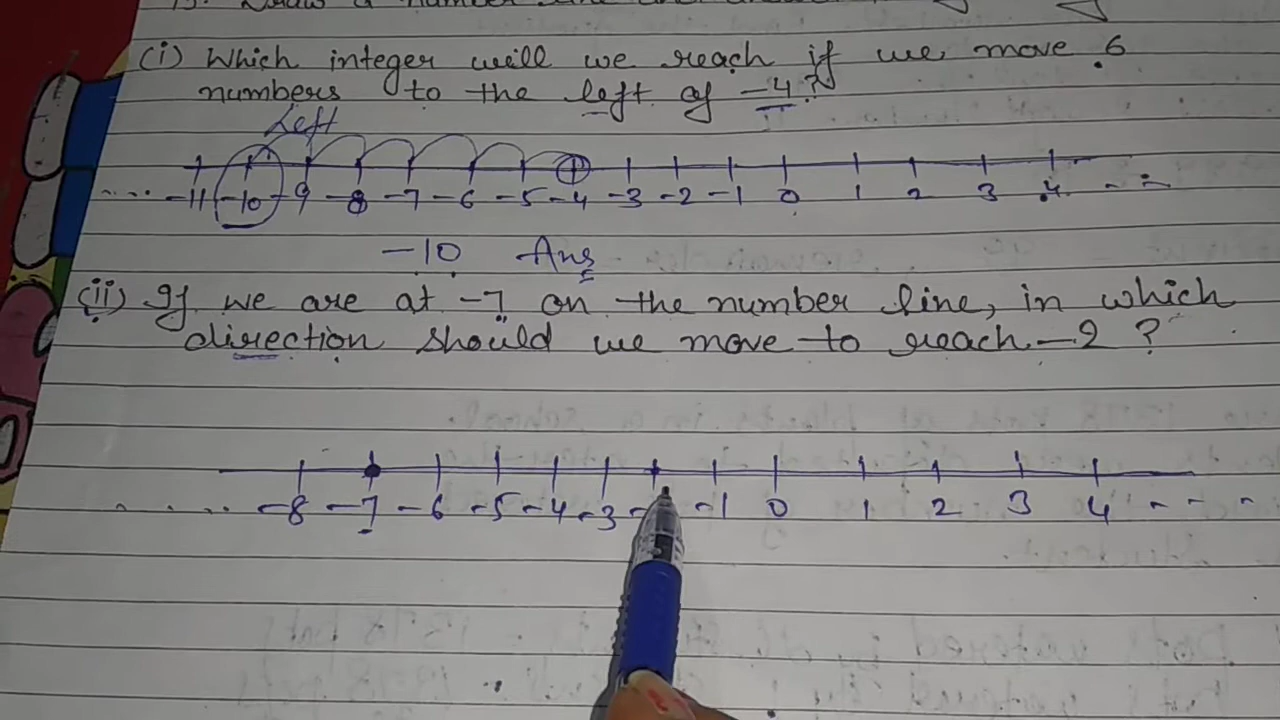 (i) Which integer will we reach if we move 6
numbers to the left of -4?
Left
.... -11 -10 -9 -8 -7 -6 -5 -4 -3 -2 -1 0 1 2 3 4 - -
-10 Ans
(ii) If we are at -7 on the number line, in which
direction should we move to reach -2 ?
.... -8 -7 -6 -5 -4 -3 - -1 0 1 2 3 4 - - -